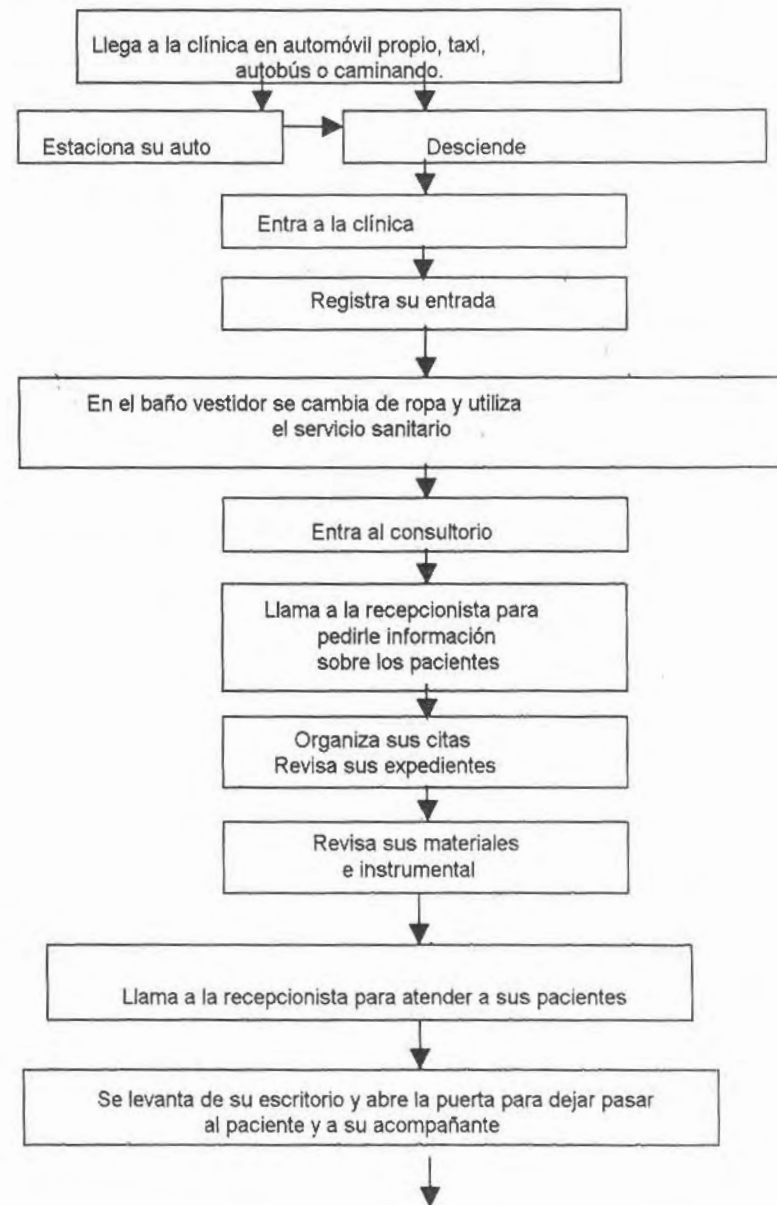 Llega a la clínica en automóvil propio, taxi,
autobús o caminando.
Estaciona su auto
Desciende
Entra a la clínica
Registra su entrada
En el baño vestidor se cambia de ropa y utiliza
el servicio sanitario
Entra al consultorio
Llama a la recepcionista para
pedirle información
sobre los pacientes
Organiza sus citas
Revisa sus expedientes
Revisa sus materiales
e instrumental
Llama a la recepcionista para atender a sus pacientes
Se levanta de su escritorio y abre la puerta para dejar pasar
al paciente y a su acompañante